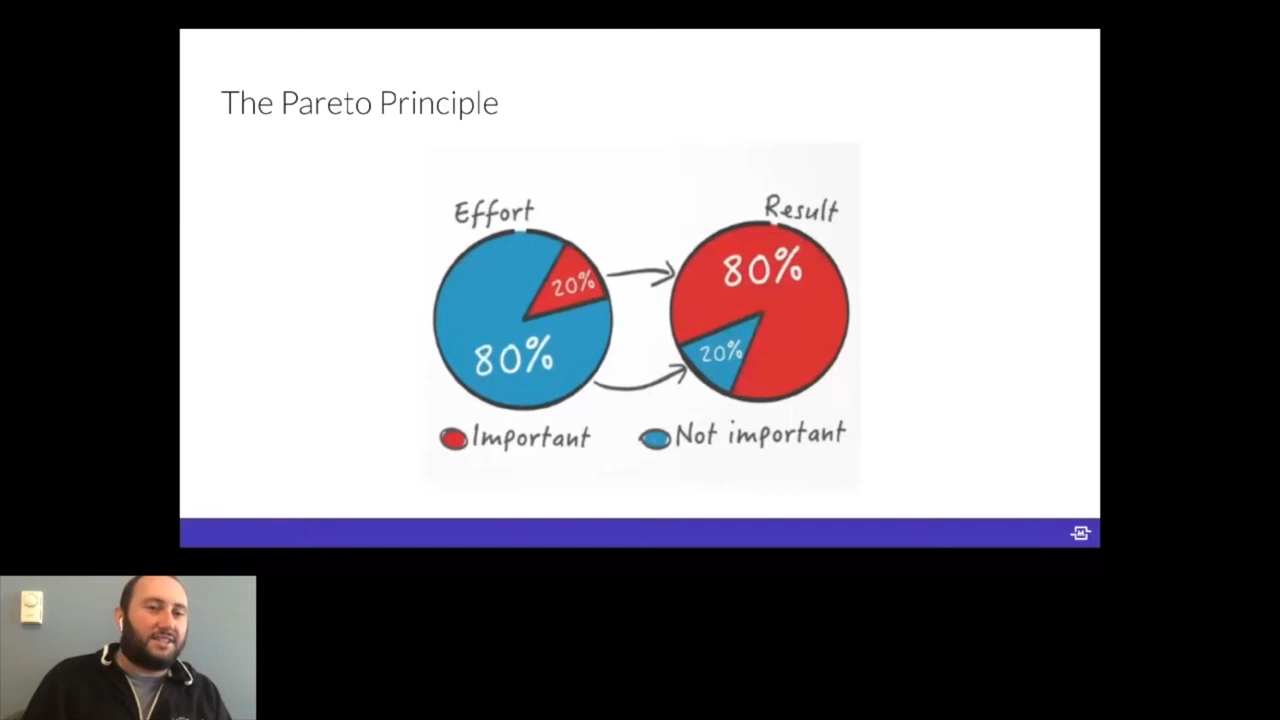 The Pareto Principle
Effort
Result
20%
80%
80%
20%
Important
Not important
M